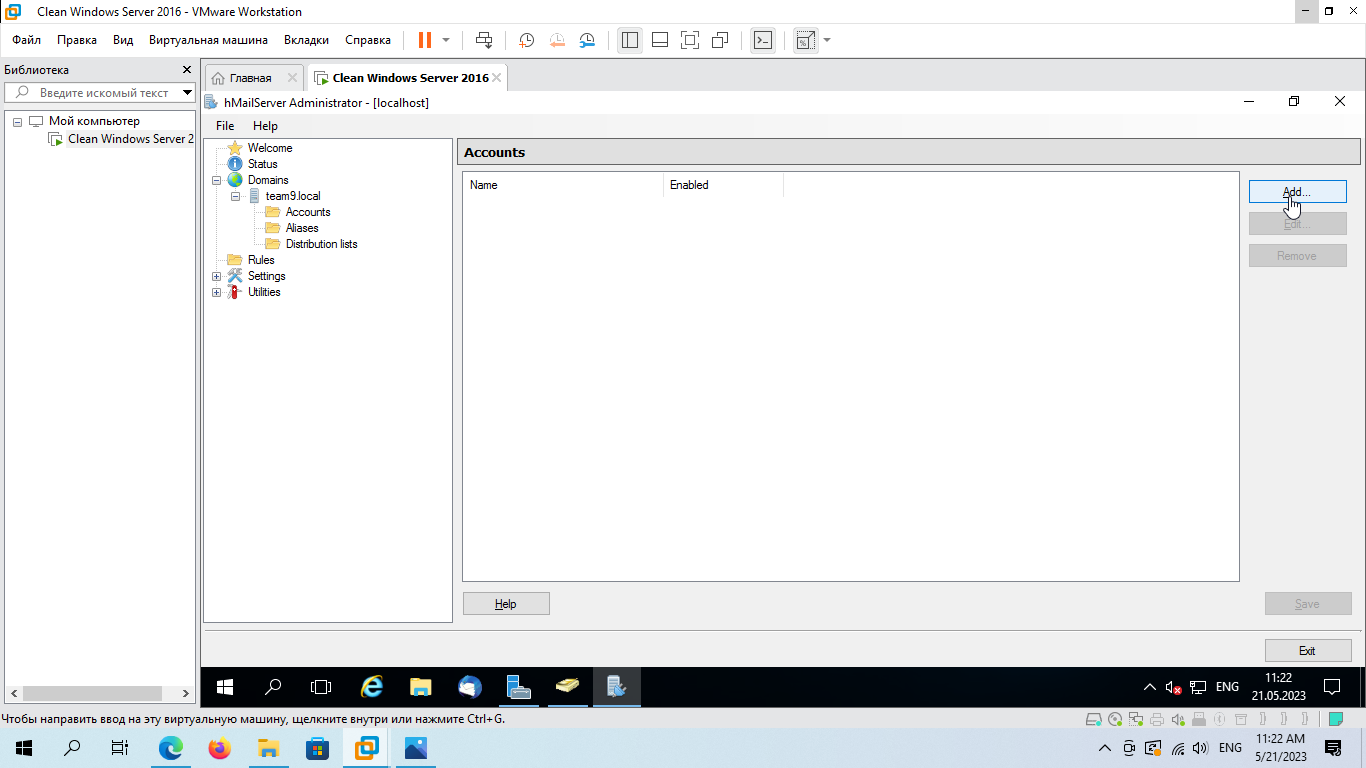 Clean Windows Server 2016 - VMware Workstation
Файл Правка Вид Виртуальная машина Вкладки Справка
Библиотека
Введите искомый текст
Мой компьютер
Clean Windows Server 2
Главная
Clean Windows Server 2016
hMailServer Administrator - [localhost]
File Help
Welcome
Status
Domains
team9.local
Accounts
Aliases
Distribution lists
Rules
Settings
Utilities
Accounts
Name Enabled
Add...
Edit...
Remove
Help
Save
Exit
ENG
11:22
21.05.2023
Чтобы направить ввод на эту виртуальную машину, щелкните внутри или нажмите Ctrl+G.
ENG
11:22 AM
5/21/2023